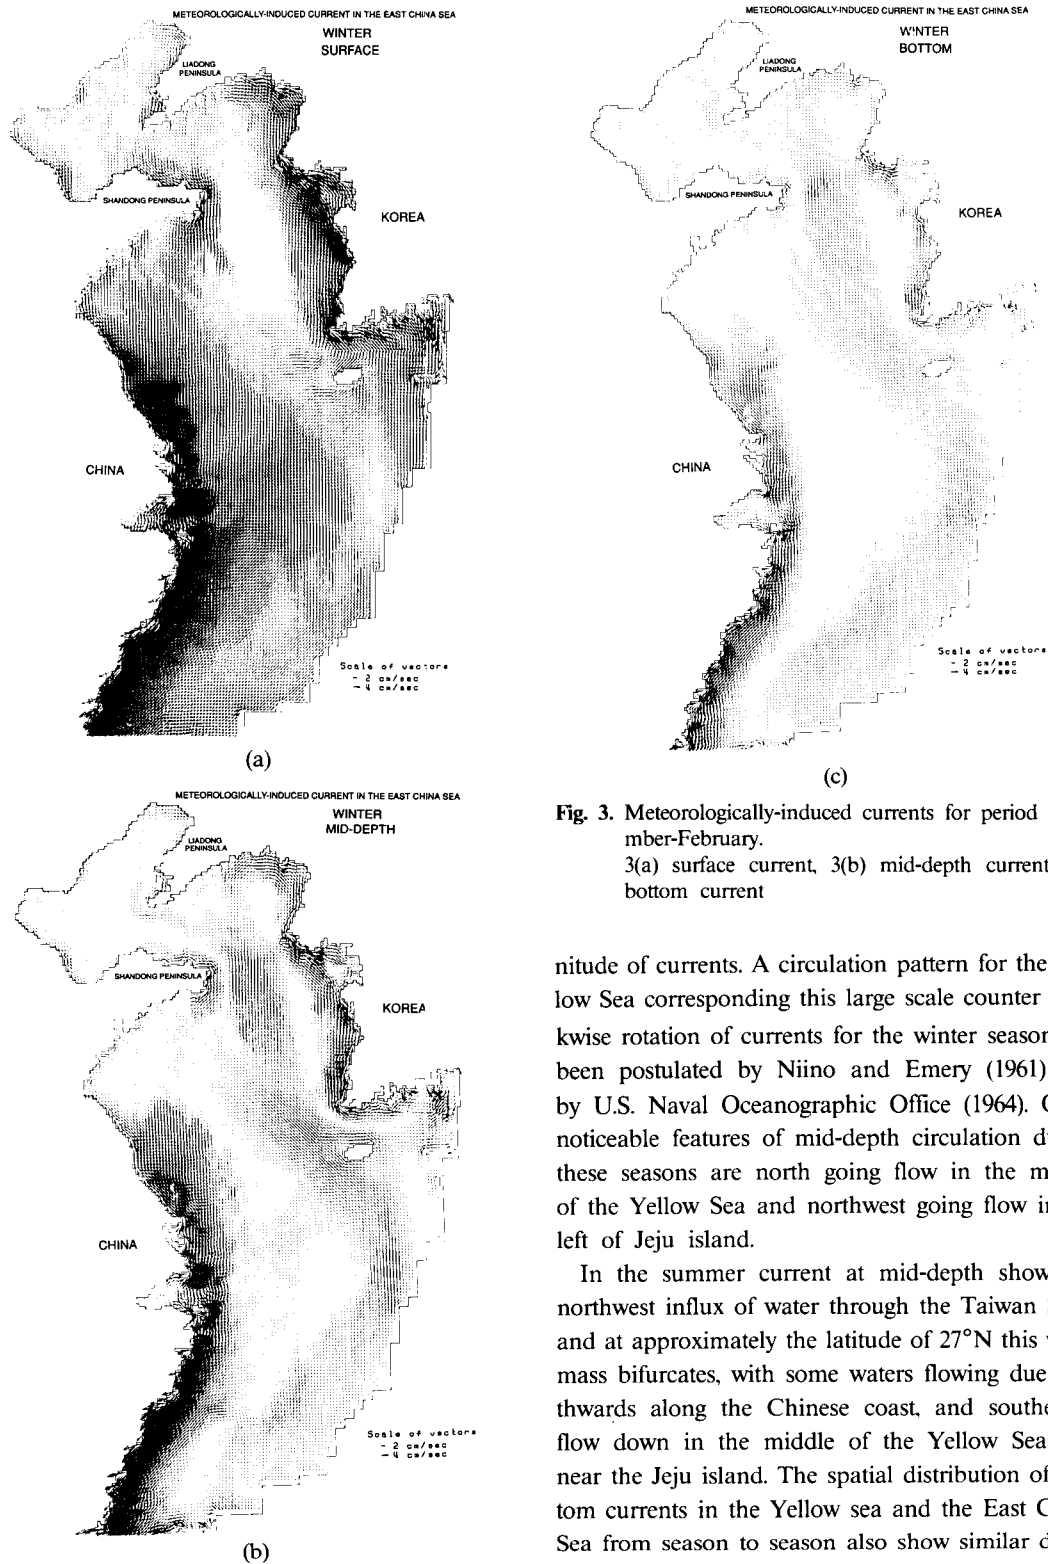 METEOROLOGICALLY-INDUCED CURRENT IN THE EAST CHINA SEA
WINTER
SURFACE
LIADONG
PENINSULA
SHANDONG PENINSULA
KOREA
CHINA
Scale of vectors
- 2 cm/sec
- 4 cm/sec
(a)
METEOROLOGICALLY-INDUCED CURRENT IN THE EAST CHINA SEA
WINTER
MID-DEPTH
LIADONG
PENINSULA
SHANDONG PENINSULA
KOREA
CHINA
Scale of vectors
- 2 cm/sec
- 4 cm/sec
(b)
METEOROLOGICALLY-INDUCED CURRENT IN THE EAST CHINA SEA
WINTER
BOTTOM
LIADONG
PENINSULA
SHANDONG PENINSULA
KOREA
CHINA
Scale of vectors
- 2 cm/sec
- 4 cm/sec
(c)
Fig. 3. Meteorologically-induced currents for period
mber-February.
3(a) surface current, 3(b) mid-depth current
bottom current
nitude of currents. A circulation pattern for the
low Sea corresponding this large scale counter
kwise rotation of currents for the winter season
been postulated by Niino and Emery (1961)
by U.S. Naval Oceanographic Office (1964).
noticeable features of mid-depth circulation
these seasons are north going flow in the
of the Yellow Sea and northwest going flow
left of Jeju island.
In the summer current at mid-depth show
northwest influx of water through the Taiwan
and at approximately the latitude of 27°N this
mass bifurcates, with some waters flowing due
thwards along the Chinese coast, and southe
flow down in the middle of the Yellow Sea
near the Jeju island. The spatial distribution of
tom currents in the Yellow sea and the East
Sea from season to season also show similar